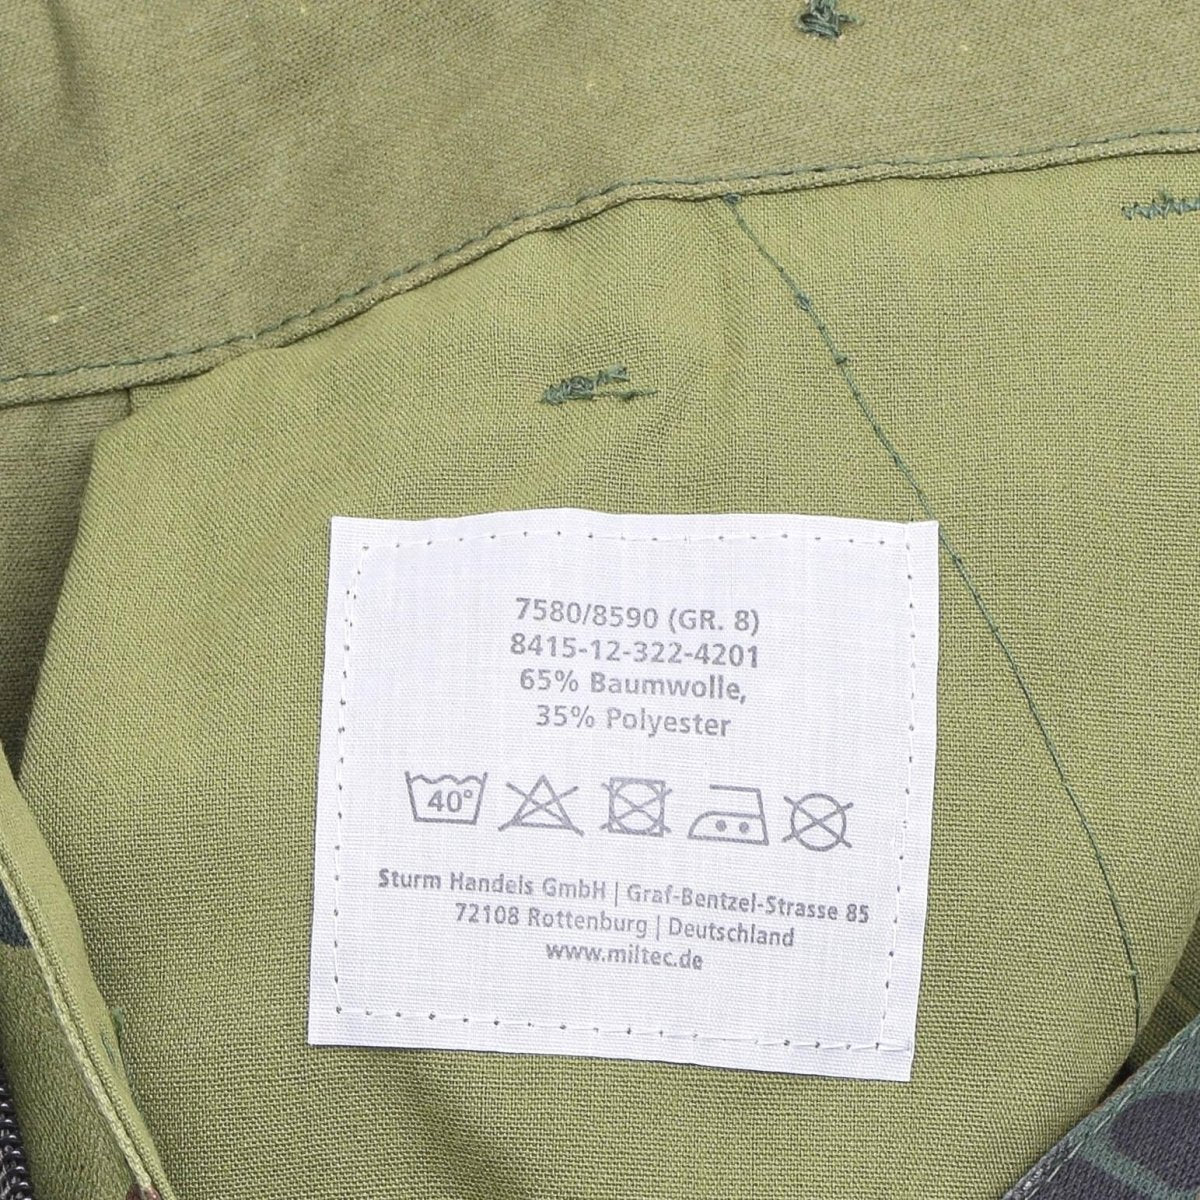 7580/8590 (GR. 8)
8415-12-322-4201
65% Baumwolle,
35% Polyester
40°
Sturm Handels GmbH | Graf-Bentzel-Strasse 85
72108 Rottenburg | Deutschland
www.miltec.de